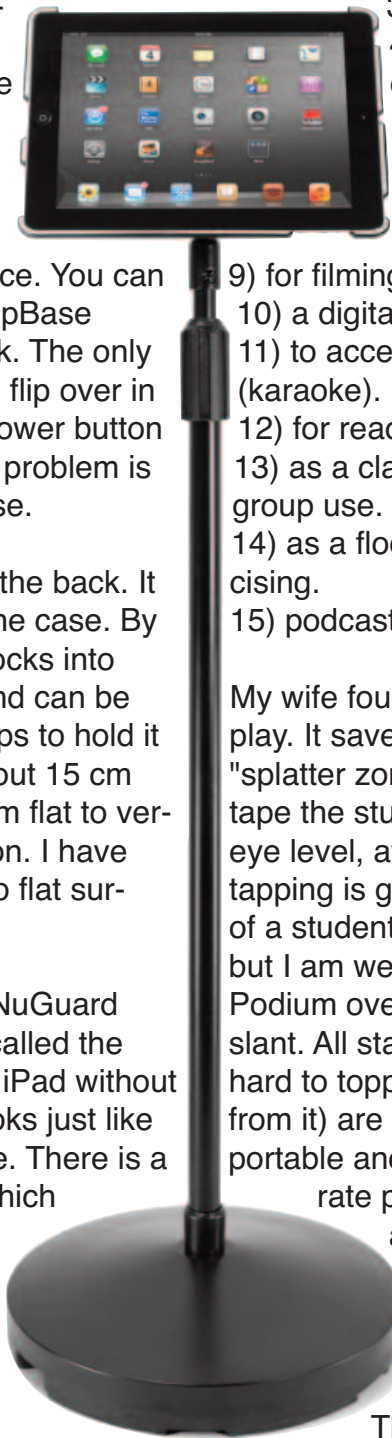 e
ce. You can
pBase
k. The only
flip over in
ower button
problem is
se.
the back. It
he case. By
ocks into
nd can be
ps to hold it
out 15 cm
m flat to ver-
on. I have
o flat sur-
NuGuard
called the
iPad without
oks just like
e. There is a
hich
9) for filming
10) a digita
11) to acce
(karaoke).
12) for reac
13) as a cla
group use.
14) as a floo
cising.
15) podcast
My wife fou
play. It save
"splatter zor
tape the stu
eye level, a
tapping is g
of a student
but I am we
Podium ove
slant. All sta
hard to topp
from it) are
portable and
rate p
a
T